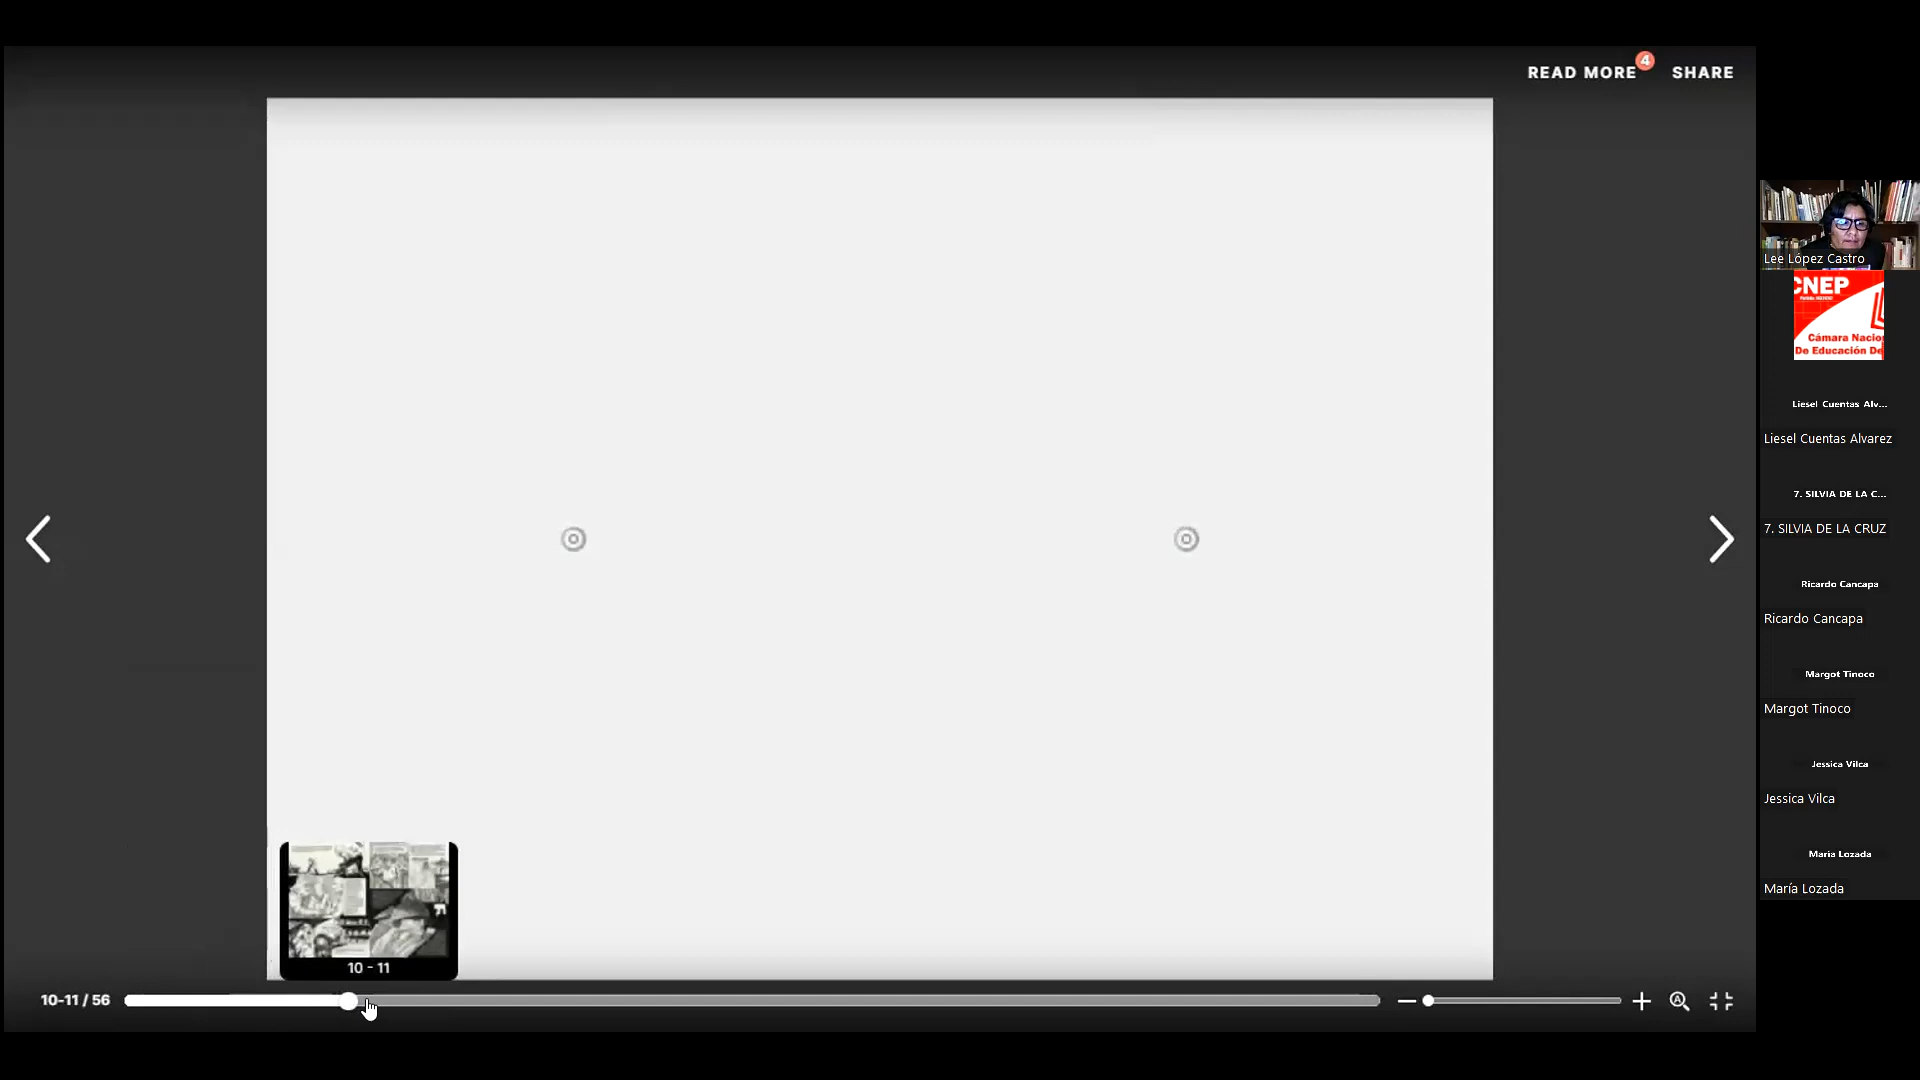 READ MORE 4 SHARE
10 - 11
10-11 / 56
Lee López Castro
CNEP
Cámara Nacio
De Educación De
Liesel Cuentas Alv...
Liesel Cuentas Alvarez
7. SILVIA DE LA C...
7. SILVIA DE LA CRUZ
Ricardo Cancapa
Ricardo Cancapa
Margot Tinoco
Margot Tinoco
Jessica Vilca
Jessica Vilca
Maria Lozada
María Lozada